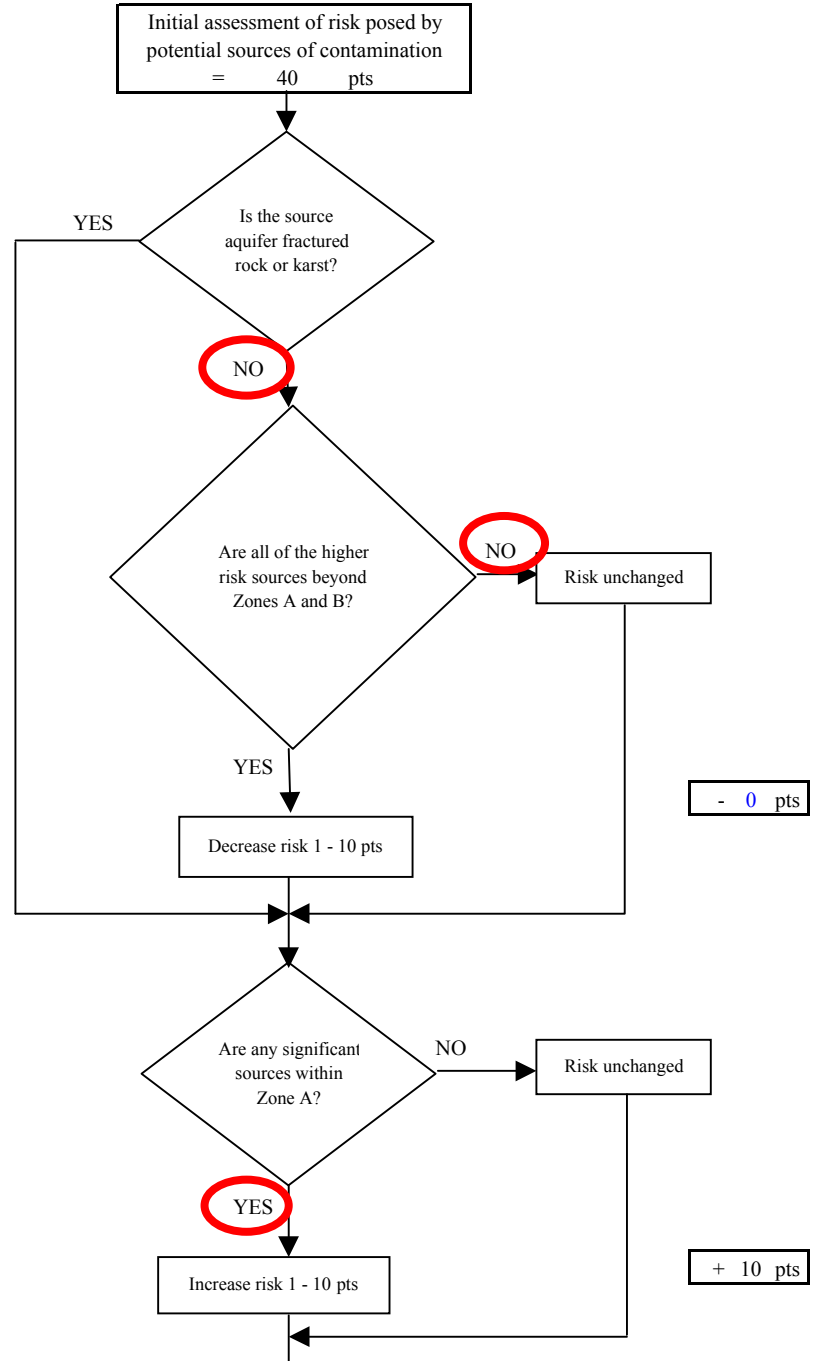 Initial assessment of risk posed by
potential sources of contamination
= 40 pts
YES
Is the source
aquifer fractured
rock or karst?
NO
Are all of the higher
risk sources beyond
Zones A and B?
NO
Risk unchanged
YES
- 0 pts
Decrease risk 1 - 10 pts
Are any significant
sources within
Zone A?
NO
Risk unchanged
YES
+ 10 pts
Increase risk 1 - 10 pts